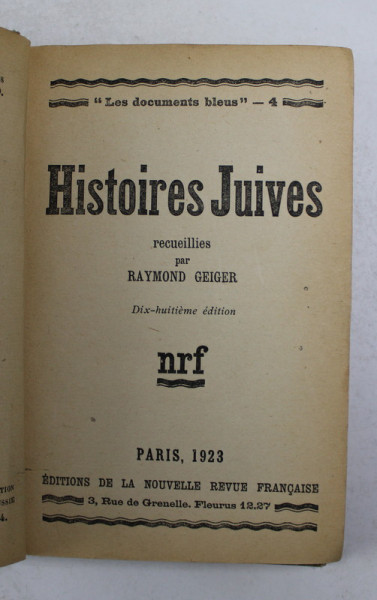 "Les documents bleus" — 4
Histoires Juives
recueillies
par
RAYMOND GEIGER
Dix-huitième édition
nrf
PARIS, 1923
ÉDITIONS DE LA NOUVELLE REVUE FRANÇAISE
3, Rue de Grenelle. Fleurus 12.27